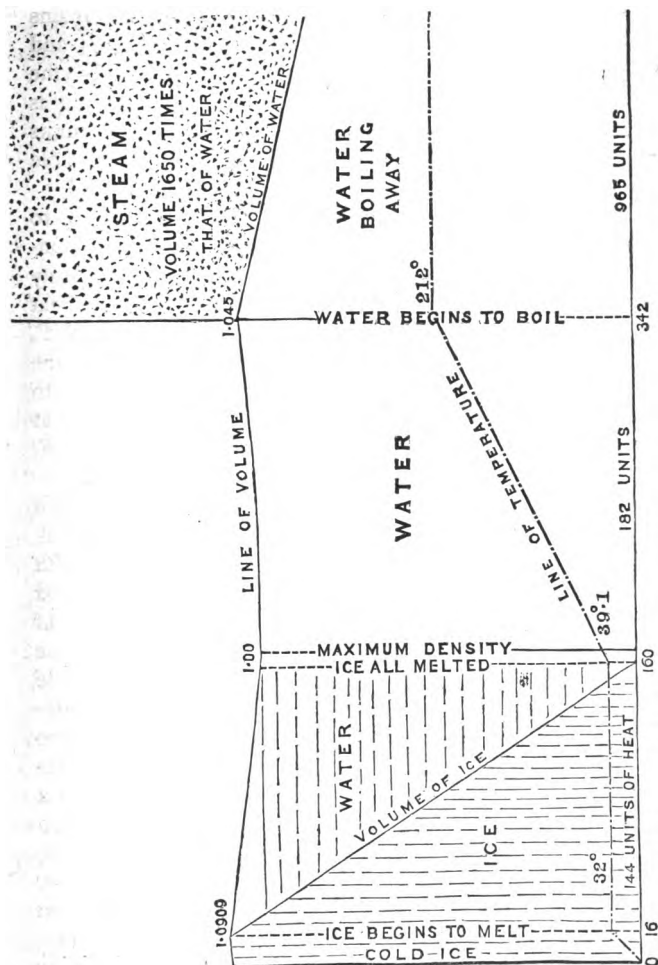 STEAM
VOLUME 1650 TIMES
THAT OF WATER
VOLUME OF WATER
WATER
BOILING
AWAY
212°
965 UNITS
1·045
WATER BEGINS TO BOIL
342
LINE OF VOLUME
WATER
LINE OF TEMPERATURE
182 UNITS
39°·1
1·00
MAXIMUM DENSITY
ICE ALL MELTED
160
WATER
VOLUME OF ICE
ICE
32°
144 UNITS OF HEAT
1·0909
ICE BEGINS TO MELT
16
COLD ICE
0